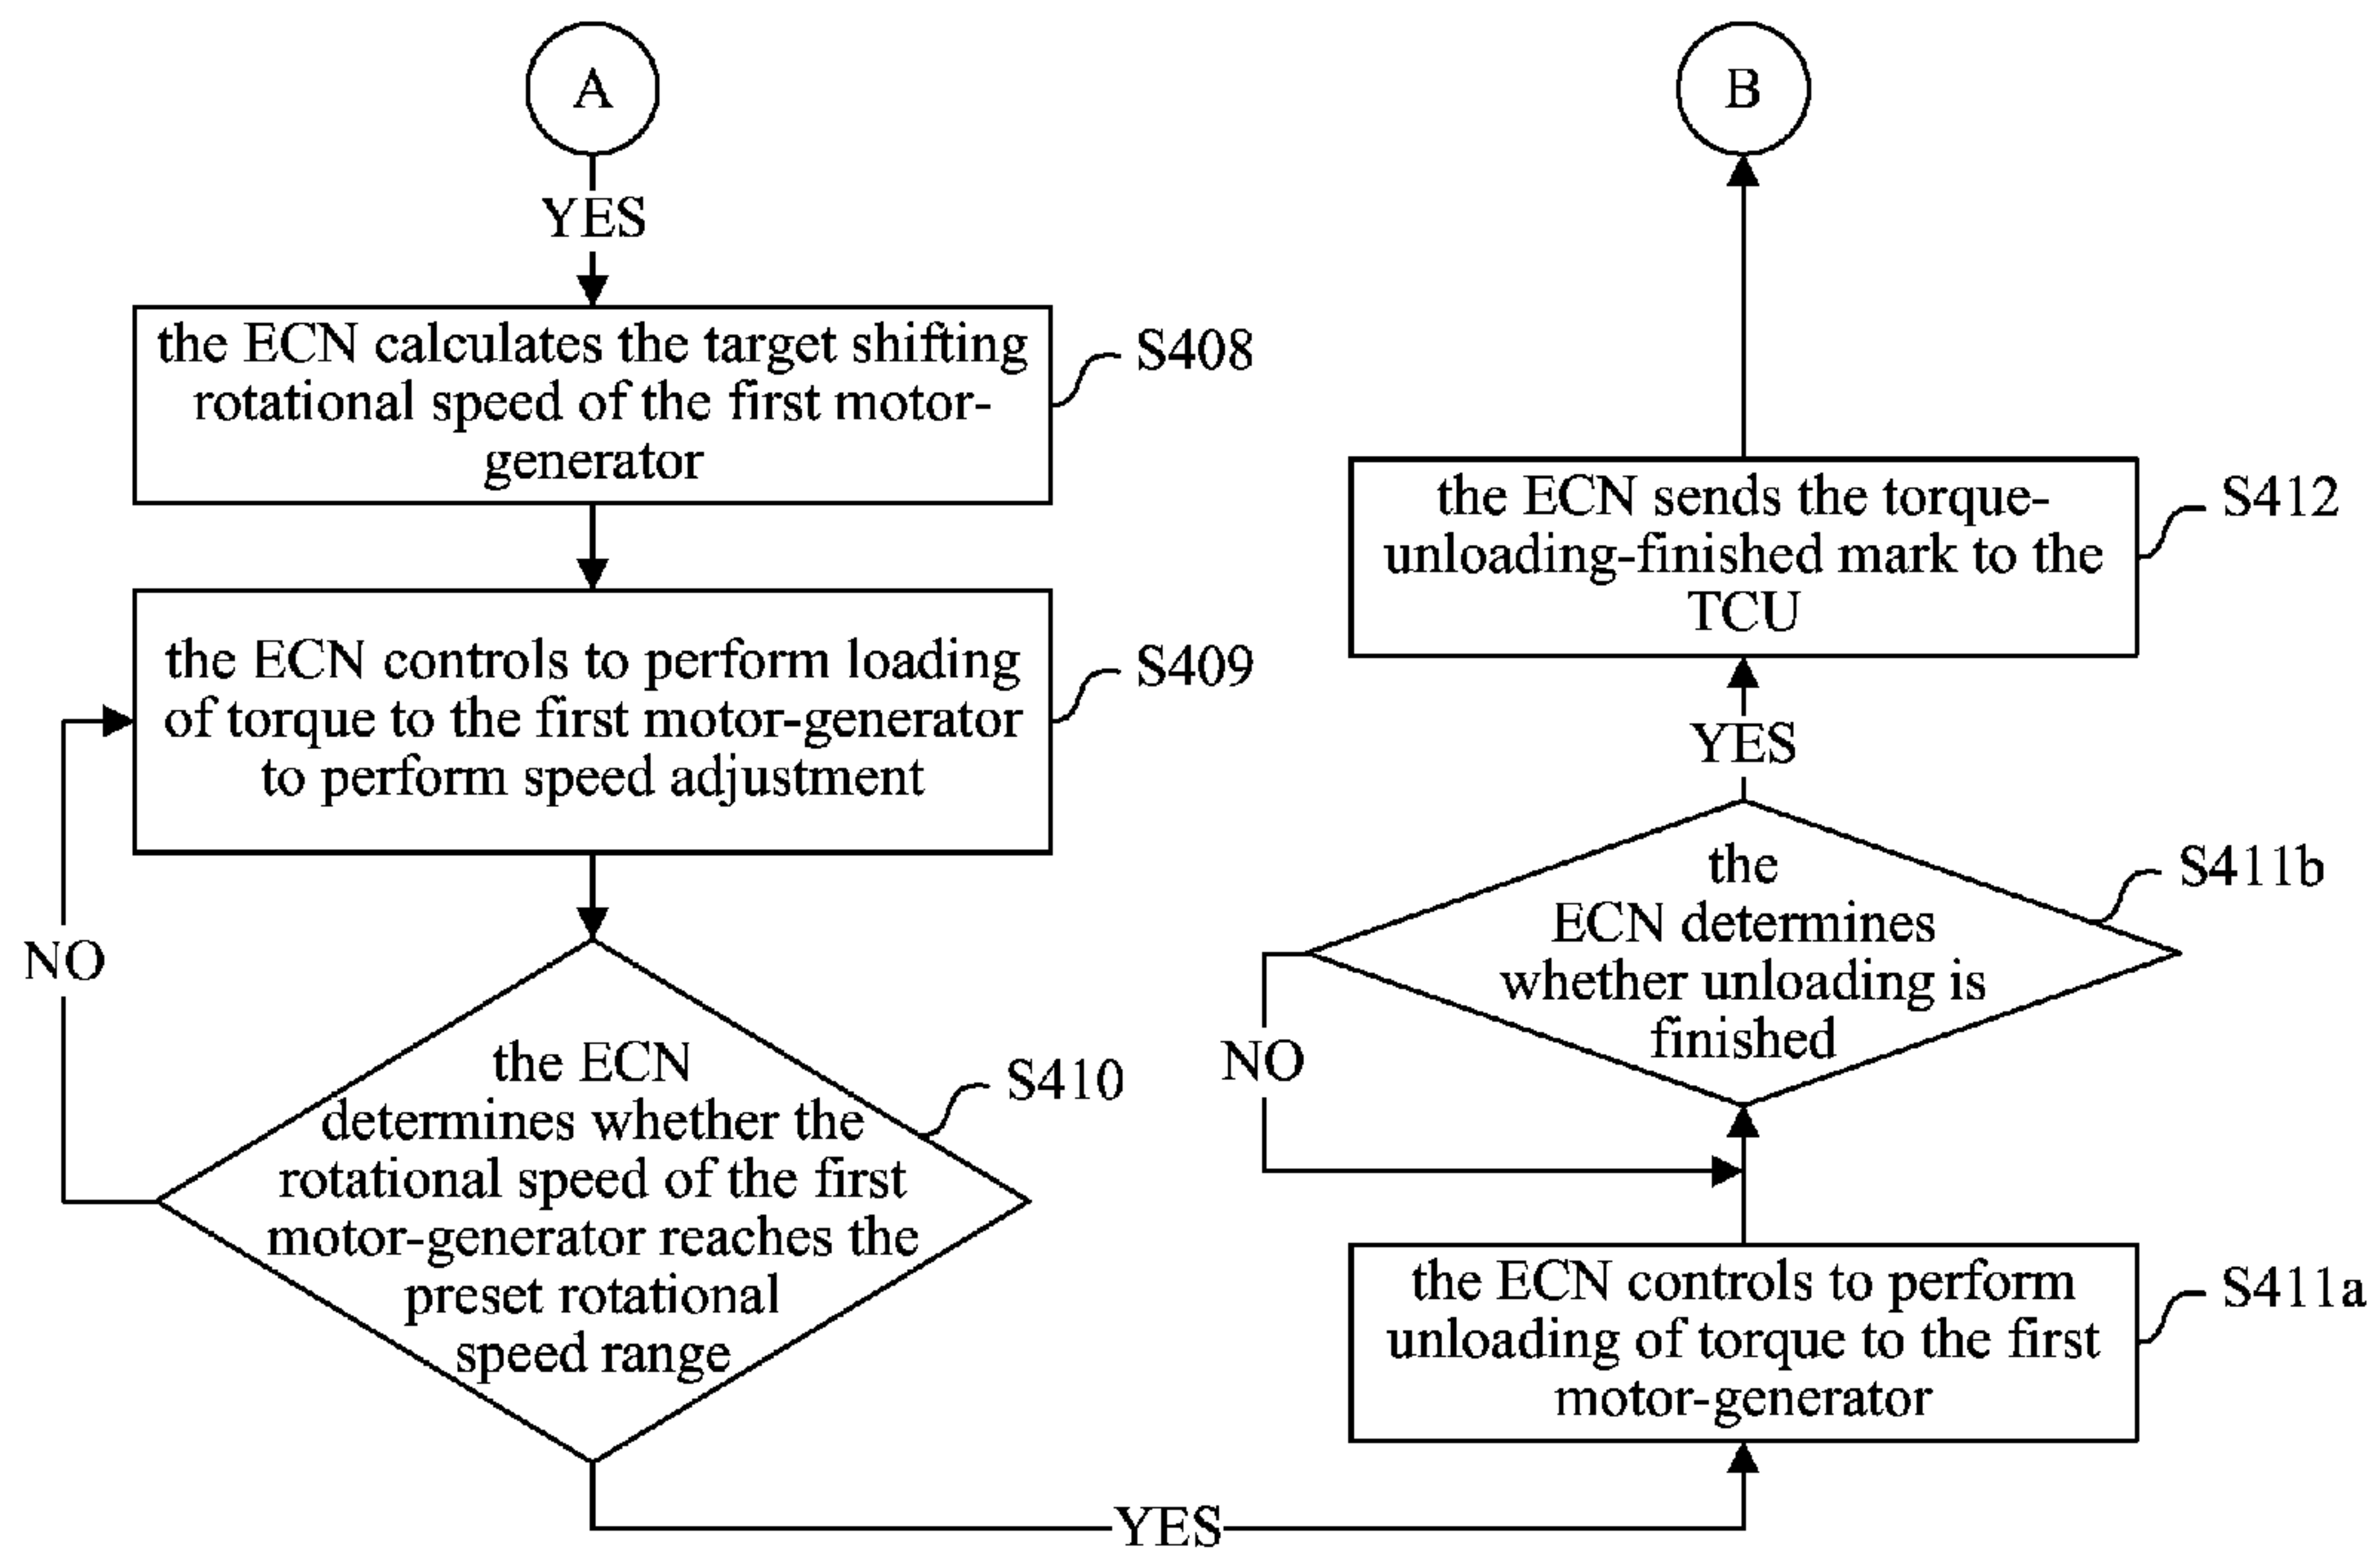 A
YES
the ECN calculates the target shifting
rotational speed of the first motor-
generator
S408
the ECN controls to perform loading
of torque to the first motor-generator
to perform speed adjustment
S409
NO
the ECN
determines whether the
rotational speed of the first
motor-generator reaches the
preset rotational
speed range
S410
YES
B
the ECN sends the torque-
unloading-finished mark to the
TCU
S412
YES
the
ECN determines
whether unloading is
finished
S411b
NO
the ECN controls to perform
unloading of torque to the first
motor-generator
S411a